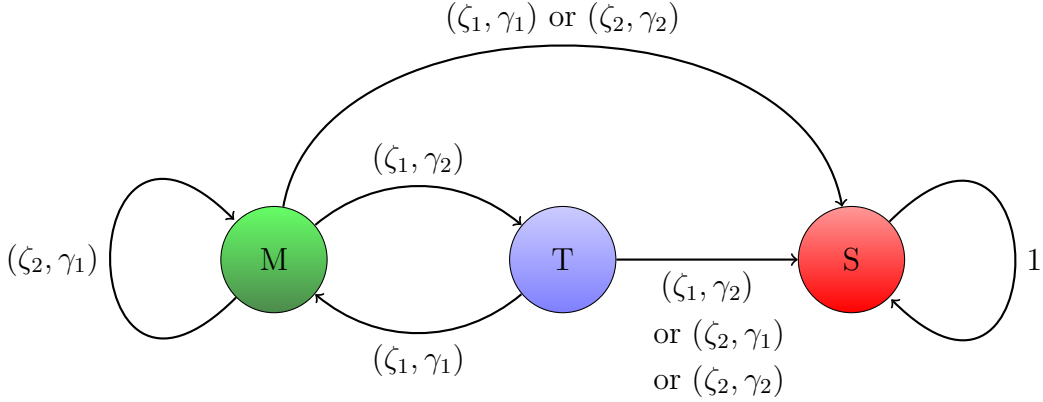 (ζ₁, γ₁) or (ζ₂, γ₂)
(ζ₁, γ₂)
(ζ₂, γ₁)
M
T
S
1
(ζ₁, γ₁)
(ζ₁, γ₂)
or (ζ₂, γ₁)
or (ζ₂, γ₂)